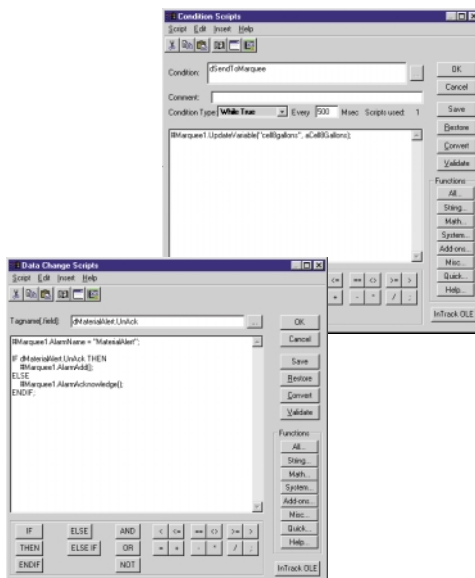 Condition Scripts
Script Edit Insert Help
Condition: dSendToMarquee
Comment:
Condition Type: While True Every 500 Msec Scripts used: 1
#Marquee1.UpdateVariable("cell8gallons", aCell8Gallons);
OK
Cancel
Save
Restore
Convert
Validate
Functions
All...
String...
Math...
System...
Add-ons...
Misc...
Quick...
Help...
InTrack OLE
<= == <> >= >
+ - * / ;
Data Change Scripts
Script Edit Insert Help
Tagname[.field]: dMaterialAlert.UnAck ...
#Marquee1.AlarmName = "MaterialAlert";
IF dMaterialAlert.UnAck THEN
#Marquee1.AlarmAdd();
ELSE
#Marquee1.AlarmAcknowledge();
ENDIF;
OK
Cancel
Save
Restore
Convert
Validate
Functions
All...
String...
Math...
System...
Add-ons...
Misc...
Quick...
Help...
InTrack OLE
IF ELSE AND < <= == <> >= >
THEN ELSE IF OR = + - * / ;
ENDIF NOT